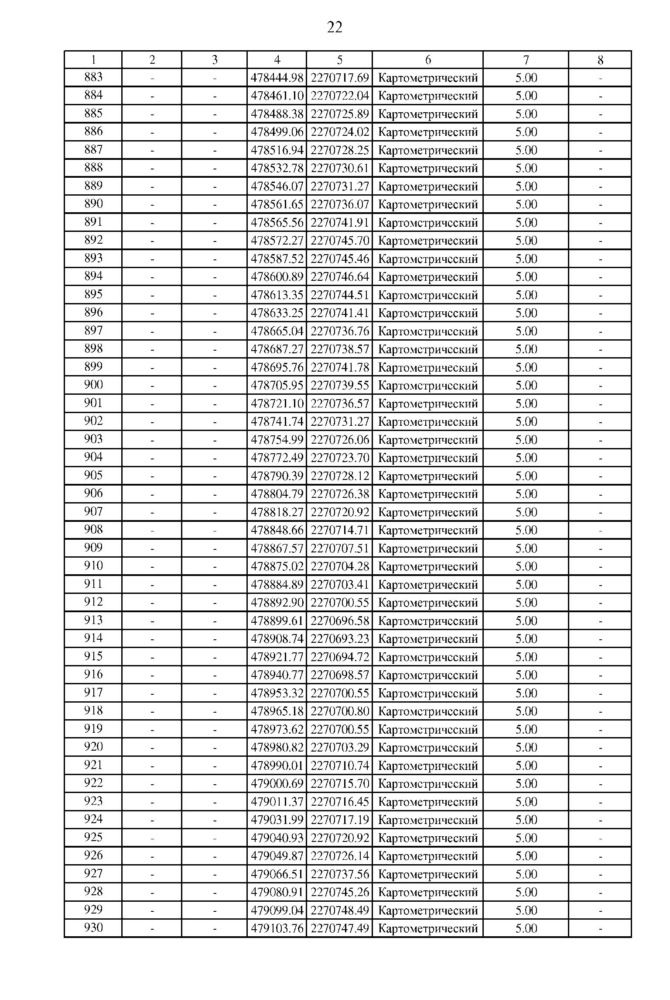 22
1 2 3 4 5 6 7 8
883 - - 478444.98 2270717.69 Картометрический 5.00 -
884 - - 478461.10 2270722.04 Картометрический 5.00 -
885 - - 478488.38 2270725.89 Картометрический 5.00 -
886 - - 478499.06 2270724.02 Картометрический 5.00 -
887 - - 478516.94 2270728.25 Картометрический 5.00 -
888 - - 478532.78 2270730.61 Картометрический 5.00 -
889 - - 478546.07 2270731.27 Картометрический 5.00 -
890 - - 478561.65 2270736.07 Картометрический 5.00 -
891 - - 478565.56 2270741.91 Картометрический 5.00 -
892 - - 478572.27 2270745.70 Картометрический 5.00 -
893 - - 478587.52 2270745.46 Картометрический 5.00 -
894 - - 478600.89 2270746.64 Картометрический 5.00 -
895 - - 478613.35 2270744.51 Картометрический 5.00 -
896 - - 478633.25 2270741.41 Картометрический 5.00 -
897 - - 478665.04 2270736.76 Картометрический 5.00 -
898 - - 478687.27 2270738.57 Картометрический 5.00 -
899 - - 478695.76 2270741.78 Картометрический 5.00 -
900 - - 478705.95 2270739.55 Картометрический 5.00 -
901 - - 478721.10 2270736.57 Картометрический 5.00 -
902 - - 478741.74 2270731.27 Картометрический 5.00 -
903 - - 478754.99 2270726.06 Картометрический 5.00 -
904 - - 478772.49 2270723.70 Картометрический 5.00 -
905 - - 478790.39 2270728.12 Картометрический 5.00 -
906 - - 478804.79 2270726.38 Картометрический 5.00 -
907 - - 478818.27 2270720.92 Картометрический 5.00 -
908 - - 478848.66 2270714.71 Картометрический 5.00 -
909 - - 478867.57 2270707.51 Картометрический 5.00 -
910 - - 478875.02 2270704.28 Картометрический 5.00 -
911 - - 478884.89 2270703.41 Картометрический 5.00 -
912 - - 478892.90 2270700.55 Картометрический 5.00 -
913 - - 478899.61 2270696.58 Картометрический 5.00 -
914 - - 478908.74 2270693.23 Картометрический 5.00 -
915 - - 478921.77 2270694.72 Картометрический 5.00 -
916 - - 478940.77 2270698.57 Картометрический 5.00 -
917 - - 478953.32 2270700.55 Картометрический 5.00 -
918 - - 478965.18 2270700.80 Картометрический 5.00 -
919 - - 478973.62 2270700.55 Картометрический 5.00 -
920 - - 478980.82 2270703.29 Картометрический 5.00 -
921 - - 478990.01 2270710.74 Картометрический 5.00 -
922 - - 479000.69 2270715.70 Картометрический 5.00 -
923 - - 479011.37 2270716.45 Картометрический 5.00 -
924 - - 479031.99 2270717.19 Картометрический 5.00 -
925 - - 479040.93 2270720.92 Картометрический 5.00 -
926 - - 479049.87 2270726.14 Картометрический 5.00 -
927 - - 479066.51 2270737.56 Картометрический 5.00 -
928 - - 479080.91 2270745.26 Картометрический 5.00 -
929 - - 479099.04 2270748.49 Картометрический 5.00 -
930 - - 479103.76 2270747.49 Картометрический 5.00 -